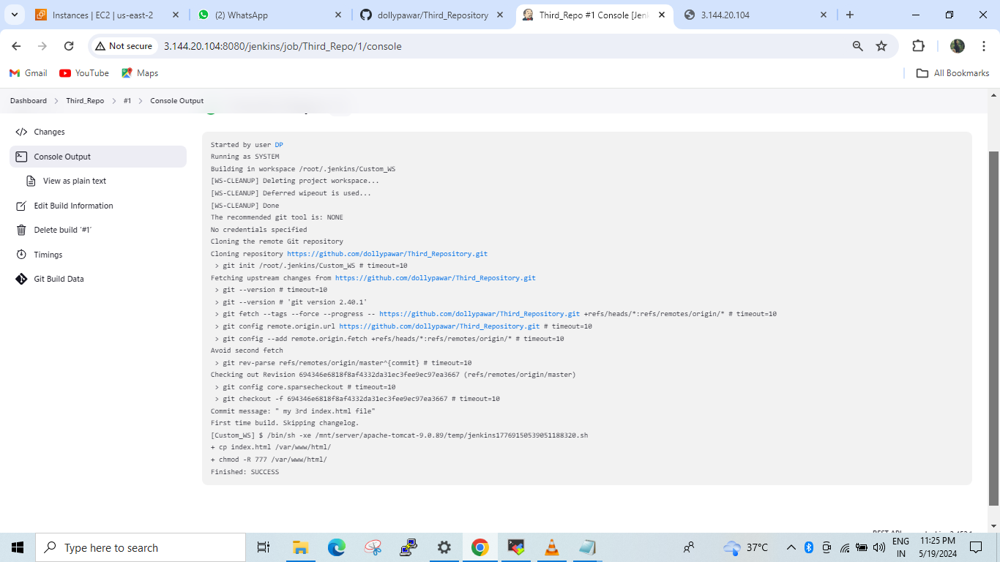 Instances | EC2 | us-east-2
(2) WhatsApp
dollypawar/Third_Repository
Third_Repo #1 Console [Jen
3.144.20.104
Not secure
3.144.20.104:8080/jenkins/job/Third_Repo/1/console
Gmail
YouTube
Maps
All Bookmarks
Dashboard
Third_Repo
#1
Console Output
Changes
Console Output
View as plain text
Edit Build Information
Delete build ‘#1’
Timings
Git Build Data
Started by user DP
Running as SYSTEM
Building in workspace /root/.jenkins/Custom_WS
[WS-CLEANUP] Deleting project workspace...
[WS-CLEANUP] Deferred wipeout is used...
[WS-CLEANUP] Done
The recommended git tool is: NONE
No credentials specified
Cloning the remote Git repository
Cloning repository https://github.com/dollypawar/Third_Repository.git
> git init /root/.jenkins/Custom_WS # timeout=10
Fetching upstream changes from https://github.com/dollypawar/Third_Repository.git
> git --version # timeout=10
> git --version # 'git version 2.40.1'
> git fetch --tags --force --progress -- https://github.com/dollypawar/Third_Repository.git +refs/heads/*:refs/remotes/origin/* # timeout=10
> git config remote.origin.url https://github.com/dollypawar/Third_Repository.git # timeout=10
> git config --add remote.origin.fetch +refs/heads/*:refs/remotes/origin/* # timeout=10
Avoid second fetch
> git rev-parse refs/remotes/origin/master^{commit} # timeout=10
Checking out Revision 694346e6818f8af4332da31ec3fee9ec97ea3667 (refs/remotes/origin/master)
> git config core.sparsecheckout # timeout=10
> git checkout -f 694346e6818f8af4332da31ec3fee9ec97ea3667 # timeout=10
Commit message: " my 3rd index.html file"
First time build. Skipping changelog.
[Custom_WS] $ /bin/sh -xe /mnt/server/apache-tomcat-9.0.89/temp/jenkins17769150539051188320.sh
+ cp index.html /var/www/html/
+ chmod -R 777 /var/www/html/
Finished: SUCCESS
Type here to search
37°C
ENG
IN
11:25 PM
5/19/2024